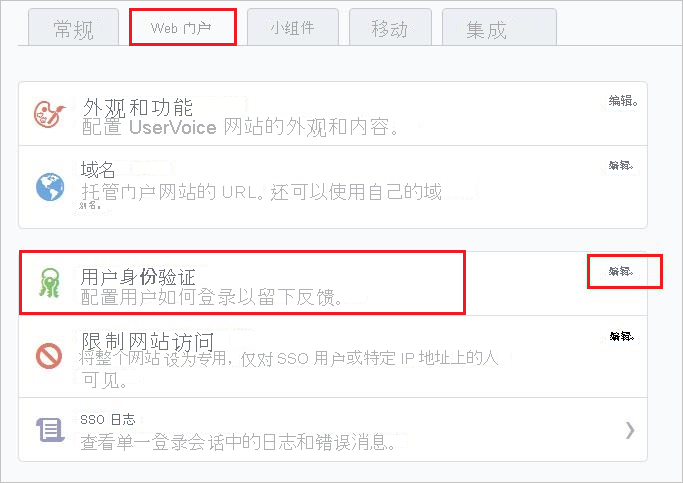 常规
Web 门户
小组件
移动
集成
外观和功能
编辑。
配置 UserVoice 网站的外观和内容。
域名
编辑。
托管门户网站的 URL。还可以使用自己的域
别名。
用户身份验证
编辑。
配置用户如何登录以留下反馈。
限制网站访问
编辑。
将整个网站 设为专用，仅对 SSO 用户或特定 IP 地址上的人
可见。
SSO 日志
查看单一登录会话中的日志和错误消息。